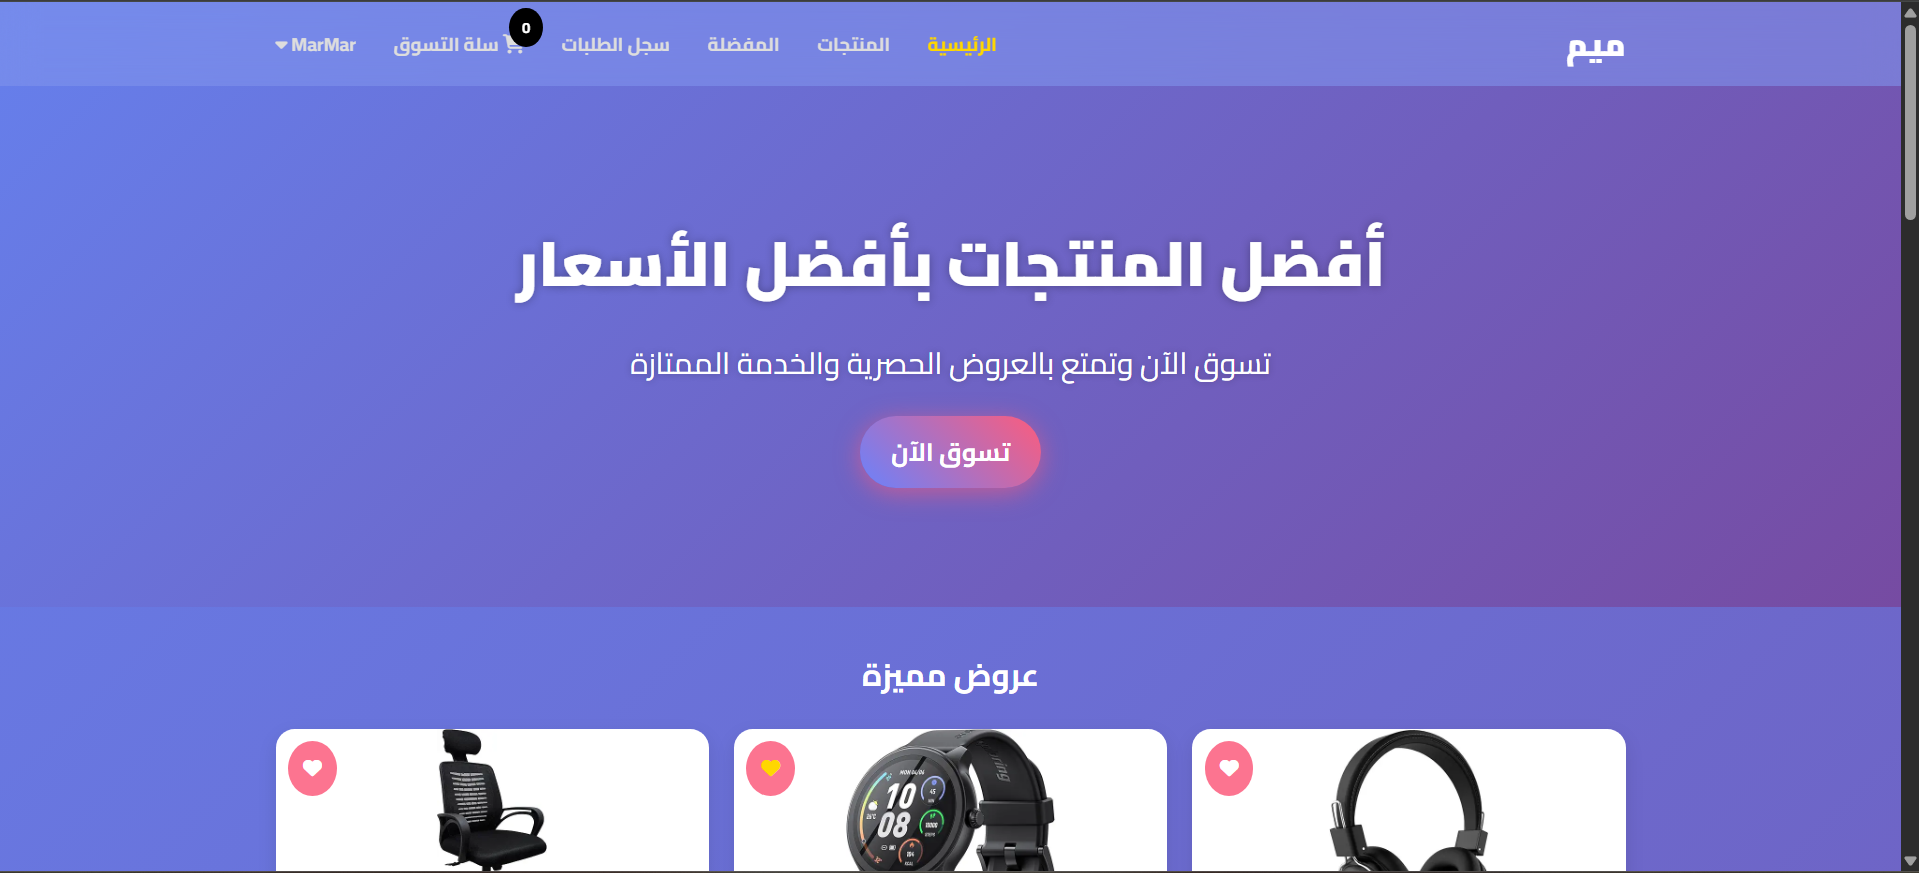 ميم
الرئيسية
المنتجات
المفضلة
سجل الطلبات
0
سلة التسوق
MarMar
أفضل المنتجات بأفضل الأسعار
تسوق الآن وتمتع بالعروض الحصرية والخدمة الممتازة
تسوق الآن
عروض مميزة
10
08